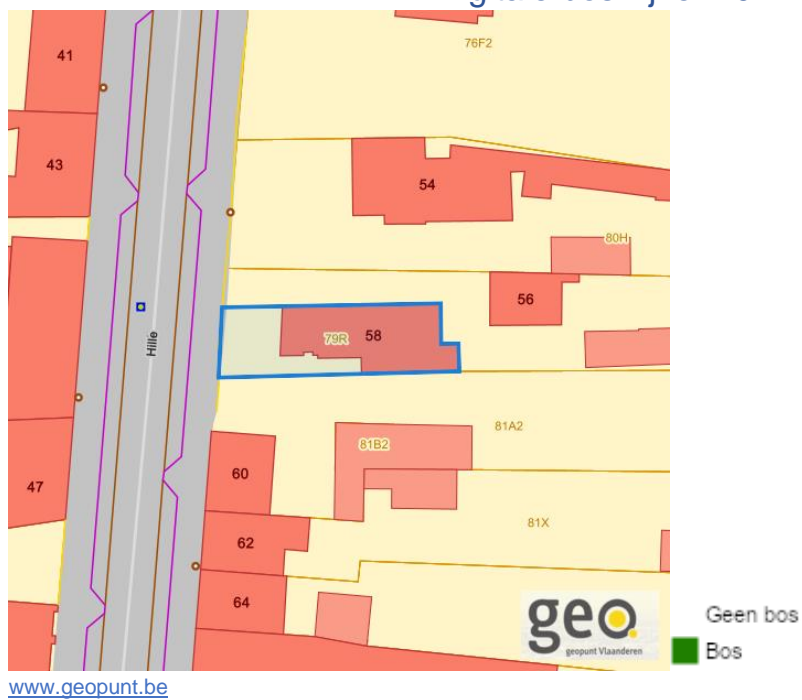 41
76F2
43
54
80H
56
Hille
79R
58
81A2
81B2
60
47
81X
62
64
geo
geopunt Vlaanderen
Geen bos
Bos
www.geopunt.be